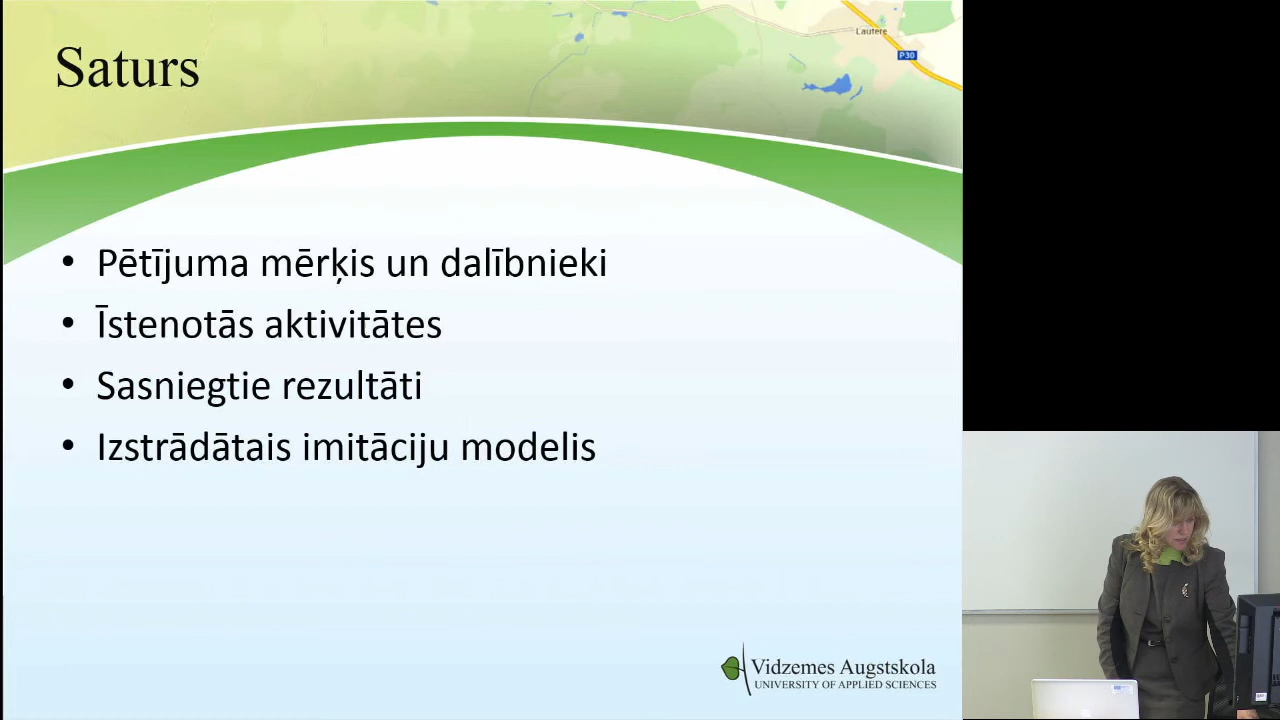 Saturs
Lautere
P30
• Pētījuma mērķis un dalībnieki
• Īstenotās aktivitātes
• Sasniegtie rezultāti
• Izstrādātais imitāciju modelis
Vidzemes Augstskola
UNIVERSITY OF APPLIED SCIENCES